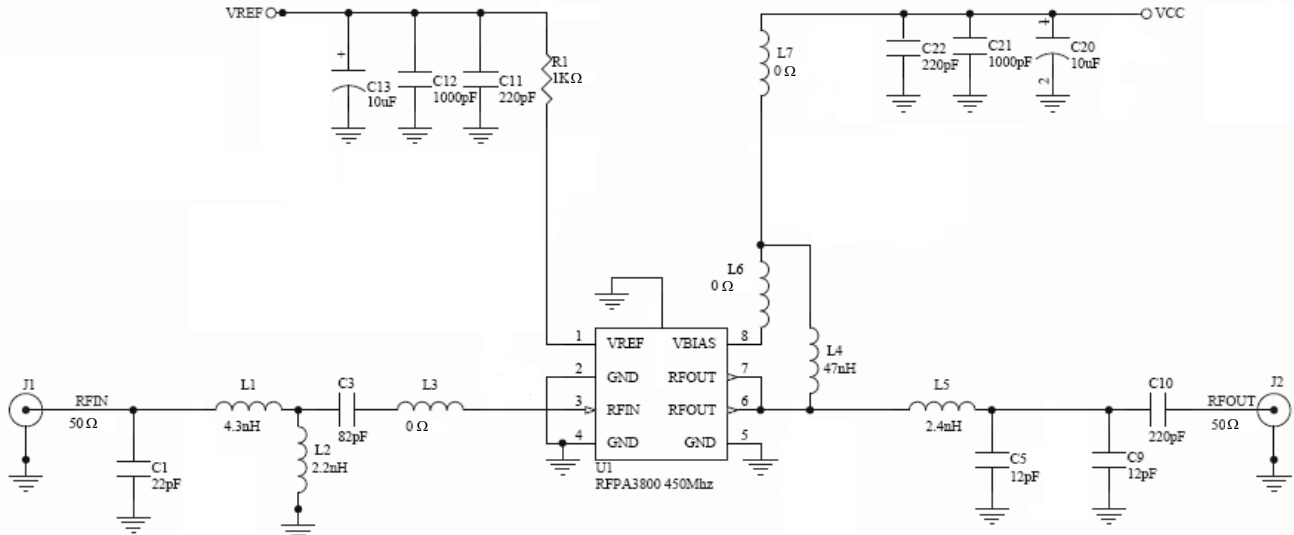 VREF
VCC
+
C13
10uF
C12
1000pF
C11
220pF
R1
1KΩ
L7
0 Ω
C22
220pF
C21
1000pF
+
C20
10uF
2
L6
0 Ω
L4
47nH
1
2
3
4
VREF
GND
RFIN
GND
VBIAS
RFOUT
RFOUT
GND
8
7
6
5
U1
RFPA3800 450Mhz
J1
RFIN
50 Ω
C1
22pF
L1
4.3nH
L2
2.2nH
C3
82pF
L3
0 Ω
L5
2.4nH
C5
12pF
C9
12pF
C10
220pF
RFOUT
50 Ω
J2